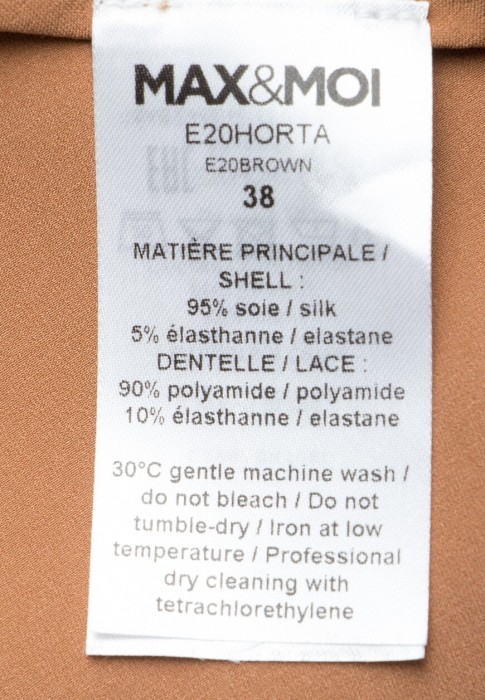 MAX&MOI
E20HORTA
E20BROWN
38
MATIÈRE PRINCIPALE /
SHELL :
95% soie / silk
5% élasthanne / elastane
DENTELLE / LACE :
90% polyamide / polyamide
10% élasthanne / elastane
30°C gentle machine wash /
do not bleach / Do not
tumble-dry / Iron at low
temperature / Professional
dry cleaning with
tetrachlorethylene